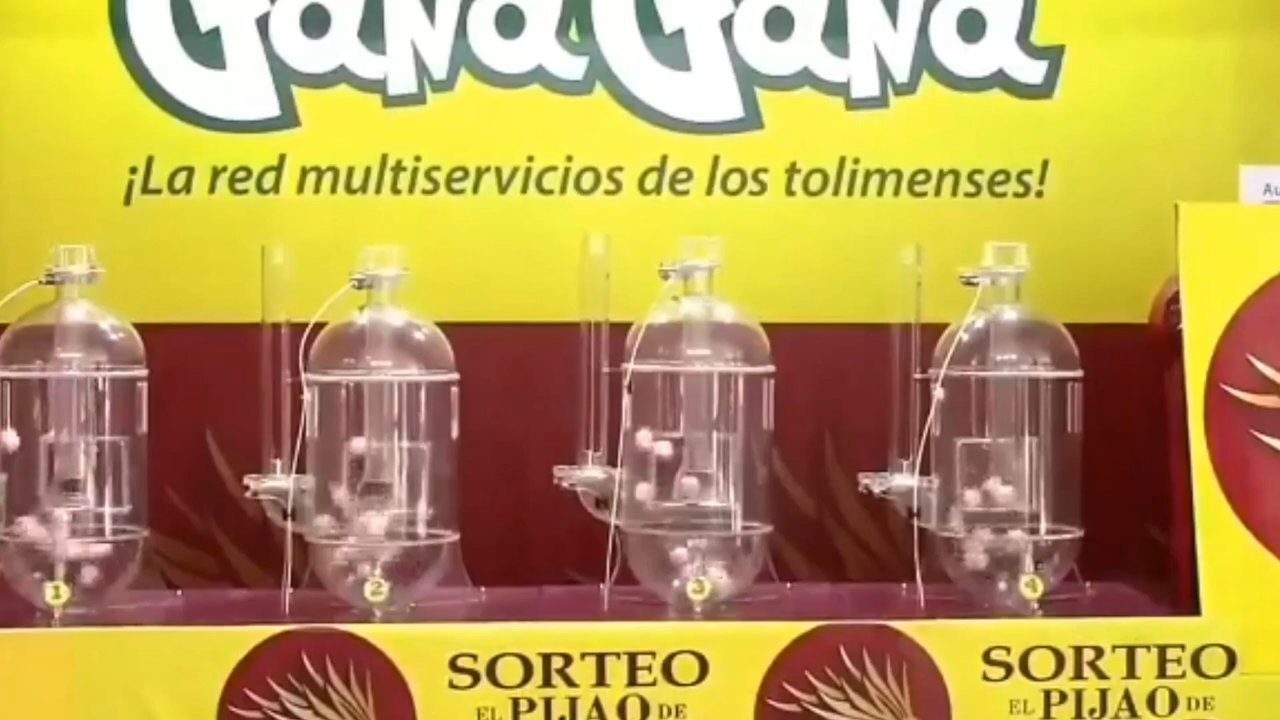 GanaGana
¡La red multiservicios de los tolimenses!
Au
1
2
3
4
SORTEO
EL PIJAO DE
SORTEO
EL PIJAO DE